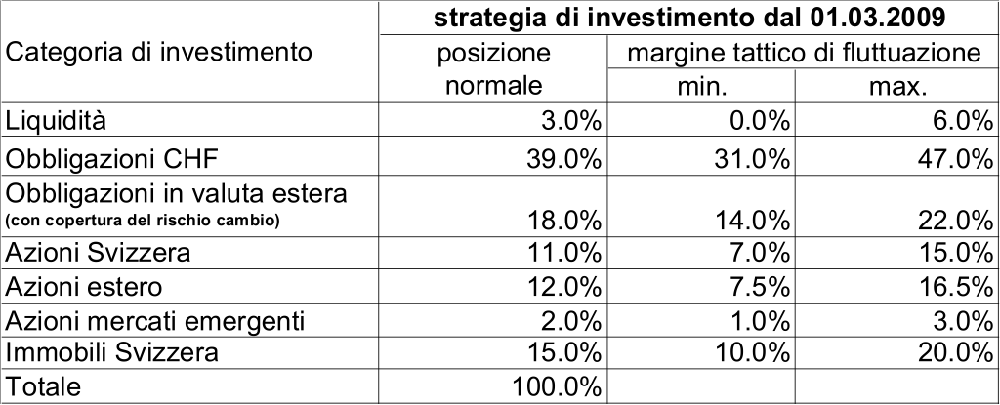 strategia di investimento dal 01.03.2009
Categoria di investimento
posizione normale
margine tattico di fluttuazione
min. max.
Liquidità 3.0% 0.0% 6.0%
Obbligazioni CHF 39.0% 31.0% 47.0%
Obbligazioni in valuta estera
(con copertura del rischio cambio) 18.0% 14.0% 22.0%
Azioni Svizzera 11.0% 7.0% 15.0%
Azioni estero 12.0% 7.5% 16.5%
Azioni mercati emergenti 2.0% 1.0% 3.0%
Immobili Svizzera 15.0% 10.0% 20.0%
Totale 100.0%